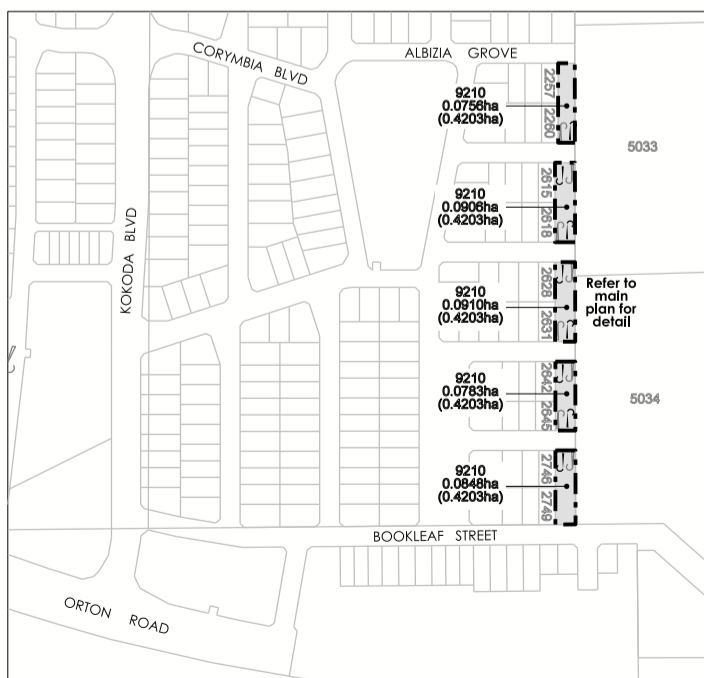 CORYMBIA BLVD
ALBIZIA GROVE
KOKODA BLVD
9210
0.0756ha
(0.4203ha)
2257
2260
5033
9210
0.0906ha
(0.4203ha)
2615
2618
9210
0.0910ha
(0.4203ha)
2628
2631
Refer to
main
plan for
detail
9210
0.0783ha
(0.4203ha)
2642
2645
5034
9210
0.0848ha
(0.4203ha)
2746
2749
BOOKLEAF STREET
ORTON ROAD